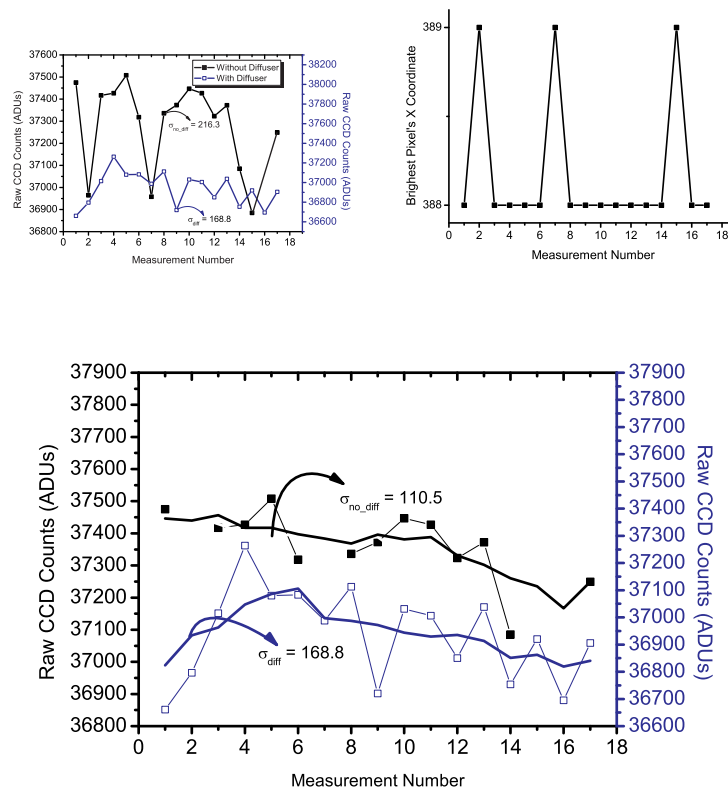 37600
37500
37400
37300
37200
37100
37000
36900
36800
Raw CCD Counts (ADUs)
Without Diffuser
With Diffuser
σno_diff = 216.3
σdiff = 168.8
38200
38000
37800
37600
37400
37200
37000
36800
36600
Raw CCD Counts (ADUs)
0 2 4 6 8 10 12 14 16 18
Measurement Number
389
388
Brighest Pixel's X Coordinate
0 2 4 6 8 10 12 14 16 18
Measurement Number
37900
37800
37700
37600
37500
37400
37300
37200
37100
37000
36900
36800
Raw CCD Counts (ADUs)
σno_diff = 110.5
σdiff = 168.8
37900
37800
37700
37600
37500
37400
37300
37200
37100
37000
36900
36800
36700
36600
Raw CCD Counts (ADUs)
0 2 4 6 8 10 12 14 16 18
Measurement Number